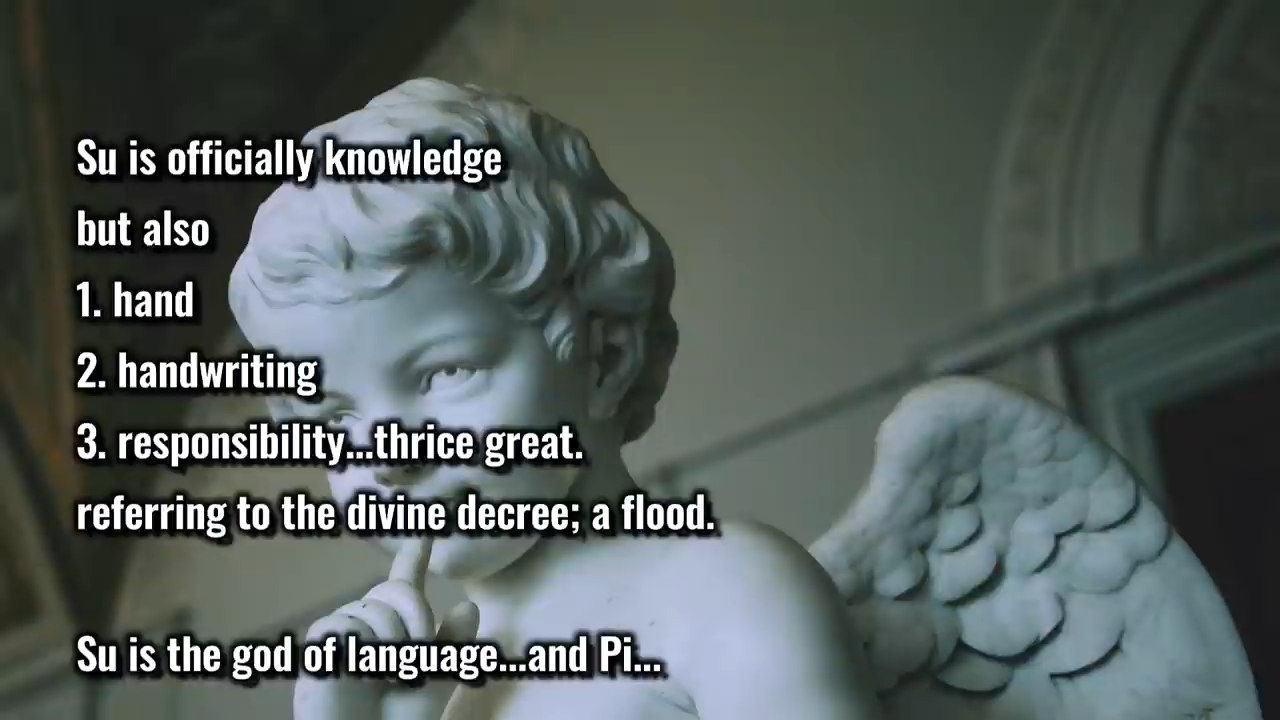 Su is officially knowledge
but also
1. hand
2. handwriting
3. responsibility...thrice great.
referring to the divine decree; a flood.
Su is the god of language...and Pi...